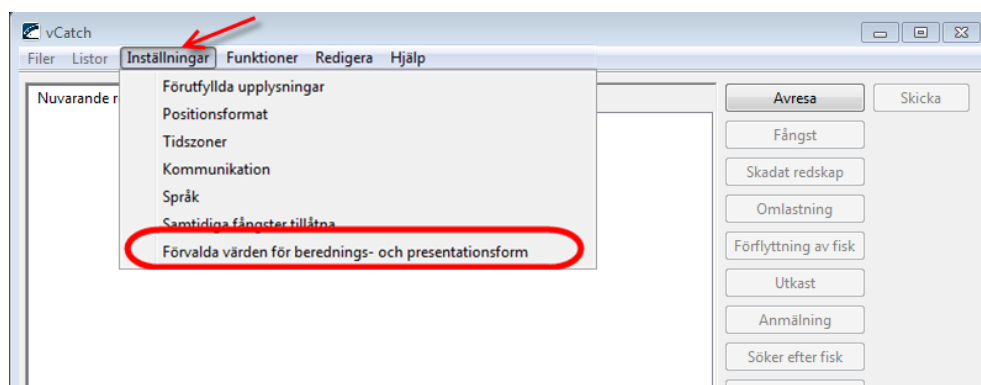 vCatch
Filer Listor Inställningar Funktioner Redigera Hjälp
Förutfyllda upplysningar
Positionsformat
Tidszoner
Kommunikation
Språk
Samtidiga fångster tillåtna
Förvalda värden för berednings- och presentationsform
Nuvarande r
Avresa Skicka
Fångst
Skadat redskap
Omlastning
Förflyttning av fisk
Utkast
Anmälning
Söker efter fisk